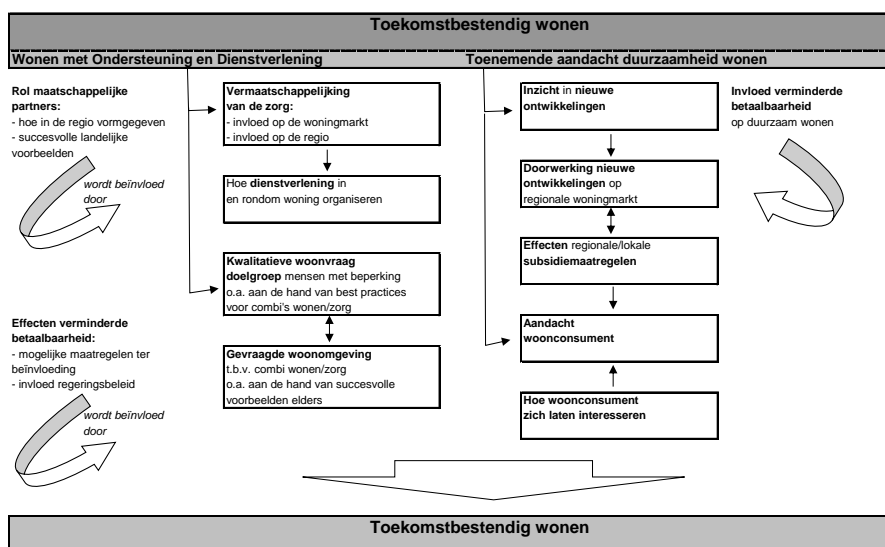 Toekomstbestendig wonen
Wonen met Ondersteuning en Dienstverlening
Toenemende aandacht duurzaamheid wonen
Rol maatschappelijke
partners:
- hoe in de regio vormgegeven
- succesvolle landelijke
voorbeelden
wordt beïnvloed
door
Effecten verminderde
betaalbaarheid:
- mogelijke maatregelen ter
beïnvloeding
- invloed regeringsbeleid
wordt beïnvloed
door
Vermaatschappelijking
van de zorg:
- invloed op de woningmarkt
- invloed op de regio
Hoe dienstverlening in
en rondom woning organiseren
Kwalitatieve woonvraag
doelgroep mensen met beperking
o.a. aan de hand van best practices
voor combi's wonen/zorg
Gevraagde woonomgeving
t.b.v. combi wonen/zorg
o.a. aan de hand van succesvolle
voorbeelden elders
Inzicht in nieuwe
ontwikkelingen
Doorwerking nieuwe
ontwikkelingen op
regionale woningmarkt
Effecten regionale/lokale
subsidiemaatregelen
Aandacht
woonconsument
Hoe woonconsument
zich laten interesseren
Invloed verminderde
betaalbaarheid
op duurzaam wonen
Toekomstbestendig wonen